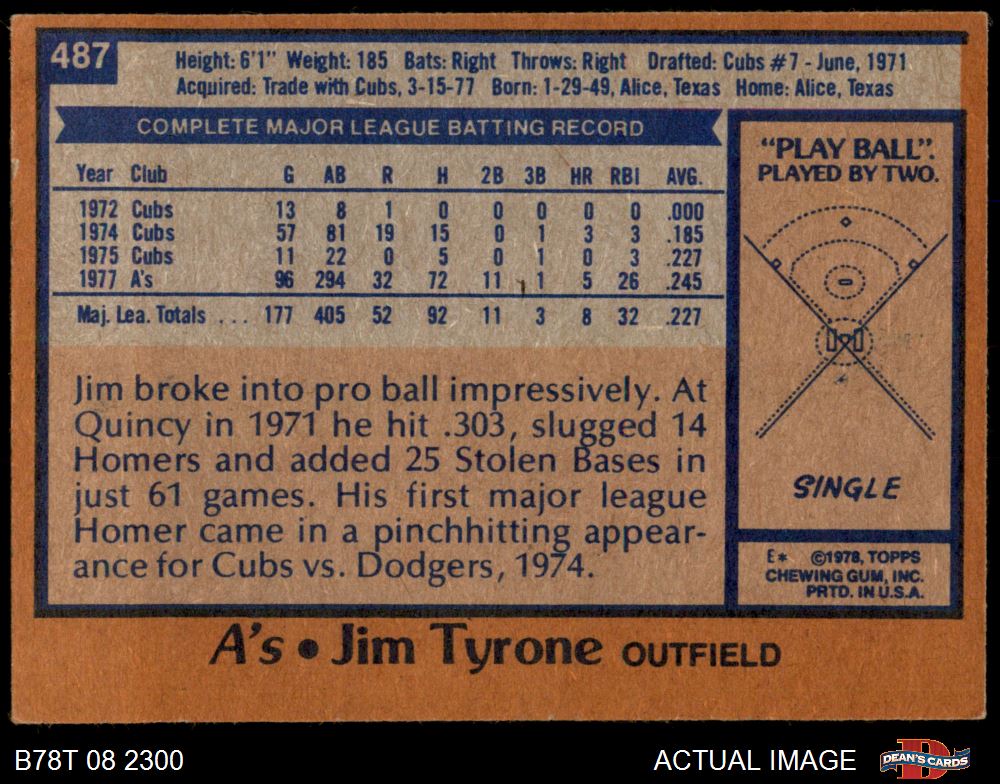 487
Height: 6'1" Weight: 185 Bats: Right Throws: Right Drafted: Cubs #7 - June, 1971
Acquired: Trade with Cubs, 3-15-77 Born: 1-29-49, Alice, Texas Home: Alice, Texas
COMPLETE MAJOR LEAGUE BATTING RECORD
Year Club G AB R H 2B 3B HR RBI AVG.
1972 Cubs 13 8 1 0 0 0 0 0 .000
1974 Cubs 57 81 19 15 0 1 3 3 .185
1975 Cubs 11 22 0 5 0 1 0 3 .227
1977 A's 96 294 32 72 11 1 5 26 .245
Maj. Lea. Totals ... 177 405 52 92 11 3 8 32 .227
Jim broke into pro ball impressively. At
Quincy in 1971 he hit .303, slugged 14
Homers and added 25 Stolen Bases in
just 61 games. His first major league
Homer came in a pinchhitting appear-
ance for Cubs vs. Dodgers, 1974.
"PLAY BALL".
PLAYED BY TWO.
SINGLE
E* ©1978, TOPPS
CHEWING GUM, INC.
PRTD. IN U.S.A.
A's • Jim Tyrone OUTFIELD
B78T 08 2300
ACTUAL IMAGE
D
DEAN'S CARDS